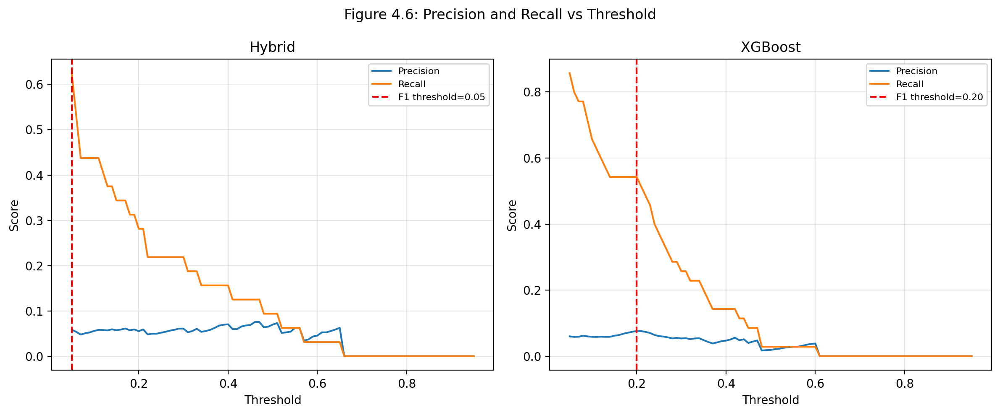 Figure 4.6: Precision and Recall vs Threshold
Hybrid
Precision
Recall
F1 threshold=0.05
0.6
0.5
0.4
0.3
0.2
0.1
0.0
Score
0.2 0.4 0.6 0.8
Threshold
XGBoost
Precision
Recall
F1 threshold=0.20
0.8
0.6
0.4
0.2
0.0
Score
0.2 0.4 0.6 0.8
Threshold